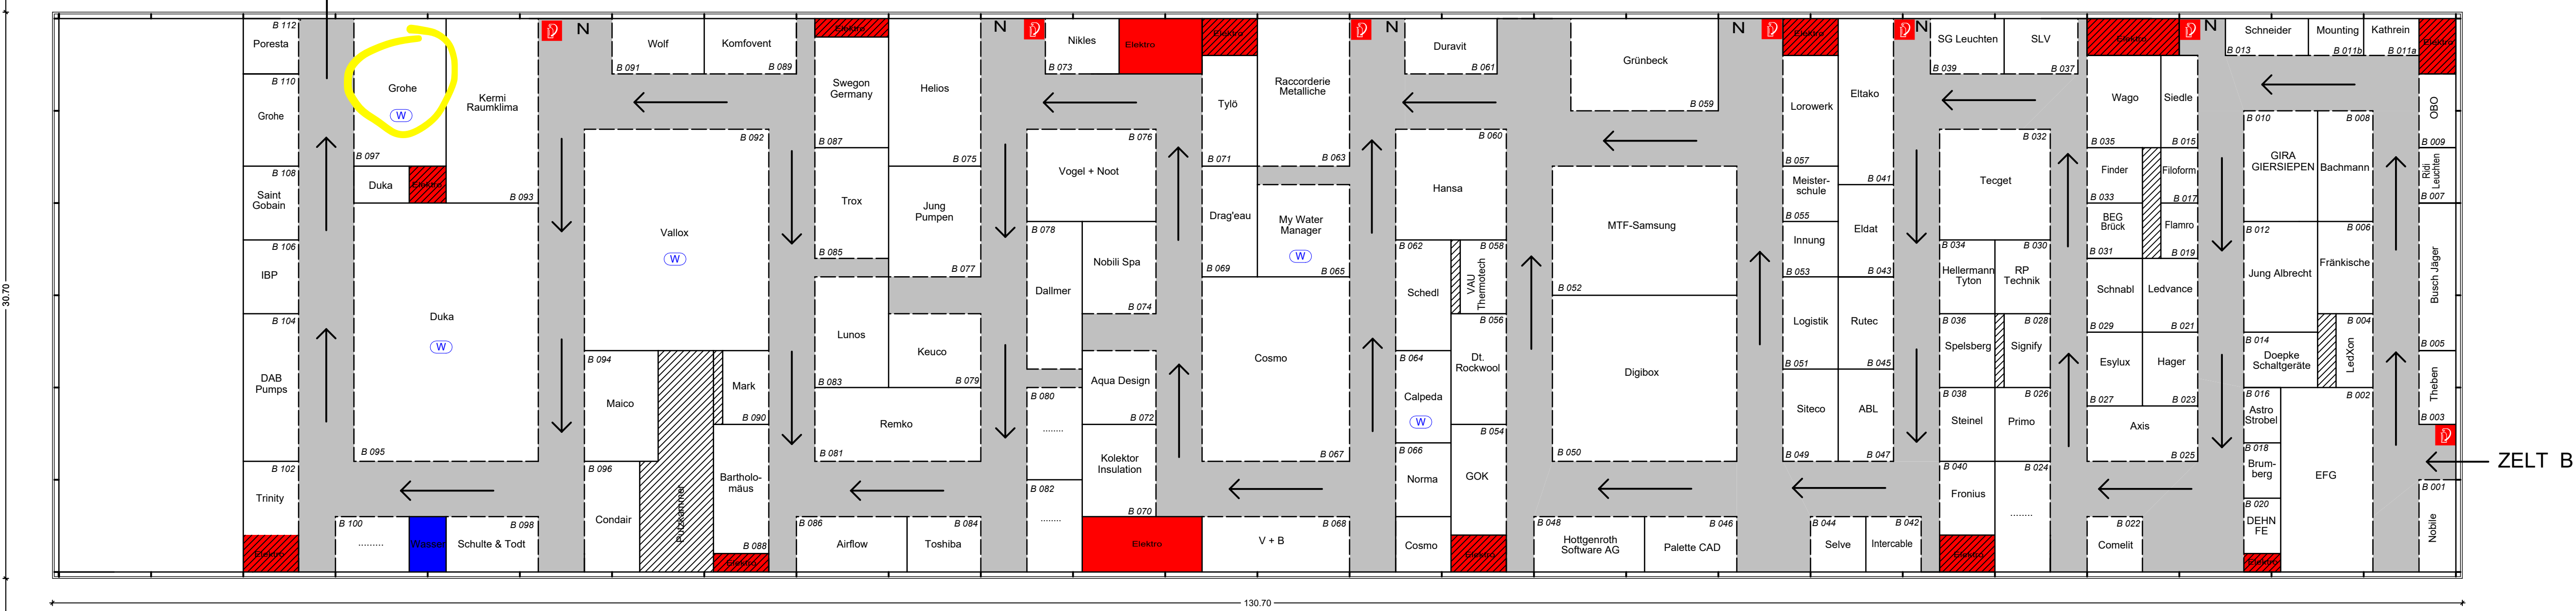 B 112
Poresta
B 110
Grohe
B 108
Saint
Gobain
B 106
IBP
B 104
DAB
Pumps
B 102
Trinity
Elektro
Grohe
W
B 097
Kermi
Raumklima
B 093
Duka
Elektro
Duka
W
B 095
B 100
.........
Wasser
B 098
Schulte & Todt
N
Wolf
B 091
Komfovent
B 089
B 092
Vallox
W
B 094
Maico
Mark
B 090
B 096
Condair
Putzkammer
Bartholo-
mäus
B 088
Elektro
Elektro
Swegon
Germany
B 087
Helios
B 075
Trox
B 085
Jung
Pumpen
B 077
Lunos
B 083
Keuco
B 079
Remko
B 081
B 086
Airflow
B 084
Toshiba
N
Nikles
B 073
Elektro
B 076
Vogel + Noot
B 078
Dallmer
Nobili Spa
B 074
Aqua Design
B 072
B 080
........
Kolektor
Insulation
B 070
B 082
........
Elektro
Elektro
Tylö
B 071
Raccorderie
Metalliche
B 063
Drag'eau
B 069
My Water
Manager
W
B 065
Cosmo
B 067
B 068
V + B
N
Duravit
B 061
B 060
Hansa
B 062
Schedl
B 058
VAU
Thermotech
B 056
Dt.
Rockwool
B 064
Calpeda
W
B 066
Norma
B 054
GOK
Cosmo
Elektro
Grünbeck
B 059
MTF-Samsung
B 052
Digibox
B 050
B 048
Hottgenroth
Software AG
B 046
Palette CAD
N
Elektro
Lorowerk
B 057
Eltako
B 041
Meister-
schule
B 055
Innung
B 053
Eldat
B 043
Logistik
B 051
Rutec
B 045
Siteco
B 049
ABL
B 047
B 044
Selve
B 042
Intercable
N
SG Leuchten
B 039
SLV
B 037
B 032
Tecget
B 034
Hellermann
Tyton
B 030
RP
Technik
B 036
Spelsberg
B 028
Signify
B 038
Steinel
B 026
Primo
B 040
Fronius
B 024
........
Elektro
Elektro
Wago
B 035
Siedle
B 015
Finder
B 033
Filoform
B 017
BEG
Brück
B 031
Flamro
B 019
Schnabl
B 029
Ledvance
B 021
Esylux
B 027
Hager
B 023
Axis
B 025
B 022
Comelit
N
Schneider
B 013
Mounting
B 011b
Kathrein
B 011a
Elektro
B 010
GIRA
GIERSIEPEN
B 008
Bachmann
OBO
B 009
Ridi
Leuchten
B 007
B 012
Jung Albrecht
B 006
Fränkische
Busch Jäger
B 005
B 014
Doepke
Schaltgeräte
B 004
LedXon
Theben
B 003
B 016
Astro
Strobel
B 002
EFG
B 018
Brum-
berg
B 020
DEHN
FE
Elektro
B 001
Nobile
ZELT B
30.70
130.70